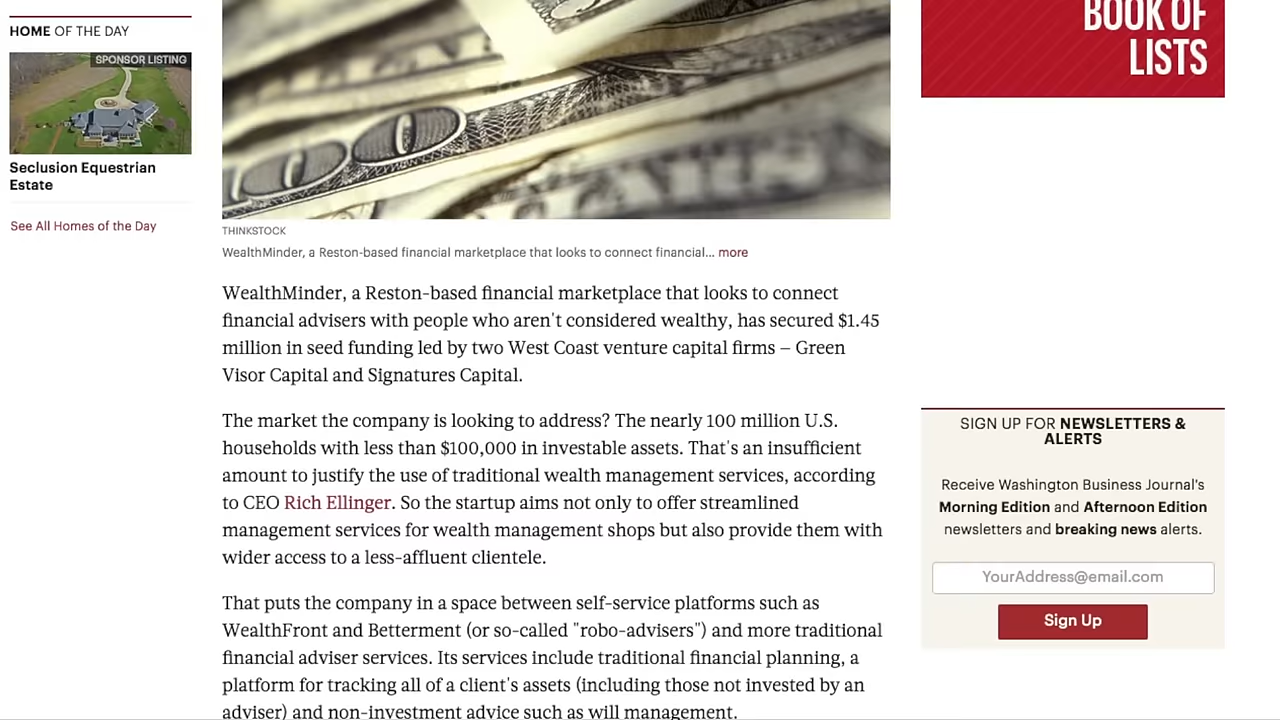 HOME OF THE DAY
SPONSOR LISTING
Seclusion Equestrian
Estate
See All Homes of the Day
THINKSTOCK
WealthMinder, a Reston-based financial marketplace that looks to connect financial... more
WealthMinder, a Reston-based financial marketplace that looks to connect
financial advisers with people who aren't considered wealthy, has secured $1.45
million in seed funding led by two West Coast venture capital firms – Green
Visor Capital and Signatures Capital.
The market the company is looking to address? The nearly 100 million U.S.
households with less than $100,000 in investable assets. That's an insufficient
amount to justify the use of traditional wealth management services, according
to CEO Rich Ellinger. So the startup aims not only to offer streamlined
management services for wealth management shops but also provide them with
wider access to a less-affluent clientele.
That puts the company in a space between self-service platforms such as
WealthFront and Betterment (or so-called "robo-advisers") and more traditional
financial adviser services. Its services include traditional financial planning, a
platform for tracking all of a client's assets (including those not invested by an
adviser) and non-investment advice such as will management.
BOOK OF
LISTS
SIGN UP FOR NEWSLETTERS &
ALERTS
Receive Washington Business Journal's
Morning Edition and Afternoon Edition
newsletters and breaking news alerts.
YourAddress@email.com
Sign Up